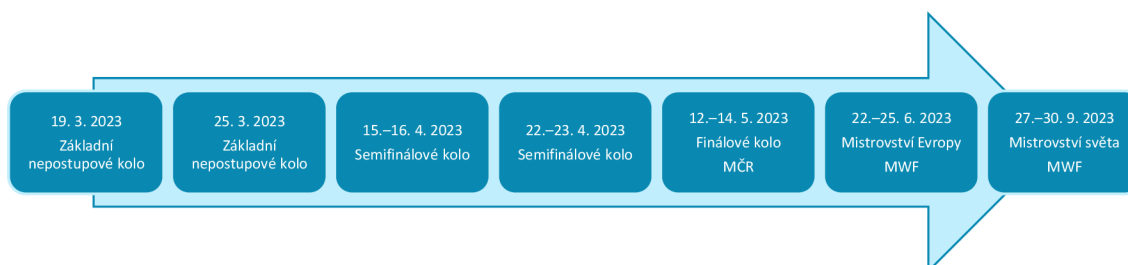 19. 3. 2023
Základní
nepostupové kolo
25. 3. 2023
Základní
nepostupové kolo
15.–16. 4. 2023
Semifinálové kolo
22.–23. 4. 2023
Semifinálové kolo
12.–14. 5. 2023
Finálové kolo
MČR
22.–25. 6. 2023
Mistrovství Evropy
MWF
27.–30. 9. 2023
Mistrovství světa
MWF